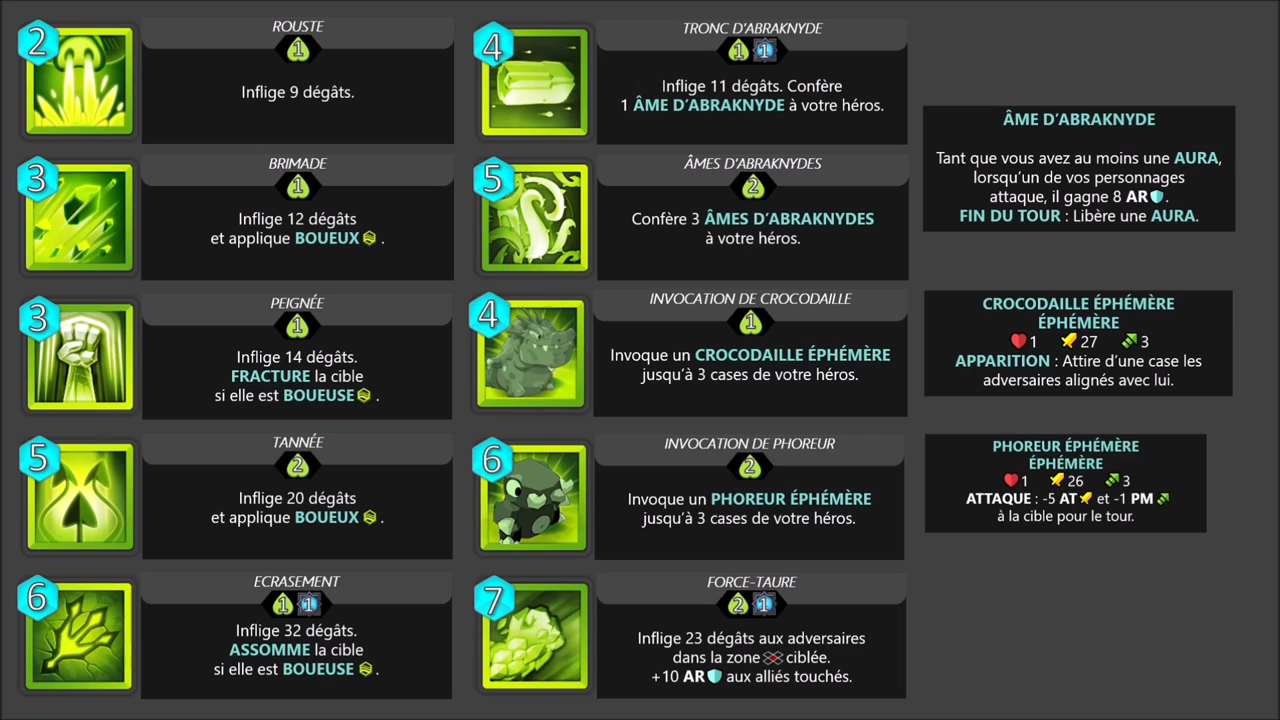 2
ROUSTE
1
Inflige 9 dégâts.
3
BRIMADE
1
Inflige 12 dégâts
et applique BOUEUX .
3
PEIGNÉE
1
Inflige 14 dégâts.
FRACTURE la cible
si elle est BOUEUSE .
5
TANNÉE
2
Inflige 20 dégâts
et applique BOUEUX .
6
ECRASEMENT
1 1
Inflige 32 dégâts.
ASSOMME la cible
si elle est BOUEUSE .
4
TRONC D'ABRAKNYDE
1 1
Inflige 11 dégâts. Confère
1 ÂME D'ABRAKNYDE à votre héros.
5
ÂMES D'ABRAKNYDES
2
Confère 3 ÂMES D'ABRAKNYDES
à votre héros.
4
INVOCATION DE CROCODAILLE
1
Invoque un CROCODAILLE ÉPHÉMÈRE
jusqu'à 3 cases de votre héros.
6
INVOCATION DE PHOREUR
2
Invoque un PHOREUR ÉPHÉMÈRE
jusqu'à 3 cases de votre héros.
7
FORCE-TAURE
2 1
Inflige 23 dégâts aux adversaires
dans la zone ciblée.
+10 AR aux alliés touchés.
ÂME D'ABRAKNYDE
Tant que vous avez au moins une AURA,
lorsqu'un de vos personnages
attaque, il gagne 8 AR .
FIN DU TOUR : Libère une AURA.
CROCODAILLE ÉPHÉMÈRE
ÉPHÉMÈRE
1 27 3
APPARITION : Attire d'une case les
adversaires alignés avec lui.
PHOREUR ÉPHÉMÈRE
ÉPHÉMÈRE
1 26 3
ATTAQUE : -5 AT et -1 PM
à la cible pour le tour.